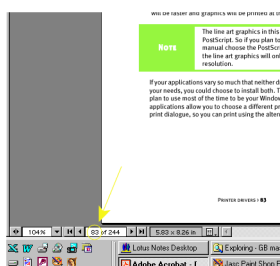 will be faster and graphics will be printed at th
NOTE
The line art graphics in this
PostScript. So if you plan to
manual choose the PostScri
the line art graphics will onl
resolution.
If your applications vary so much that neither d
your needs, you could choose to install both. T
plan to use most of the time to be your Window
applications allow you to choose a different pr
print dialogue, so you can print using the alter
PRINTER DRIVERS › 83
104% 83 of 244 5.83 x 8.26 in
Lotus Notes Desktop Exploring - GB ma
Adobe Acrobat - [ Jasc Paint Shop P